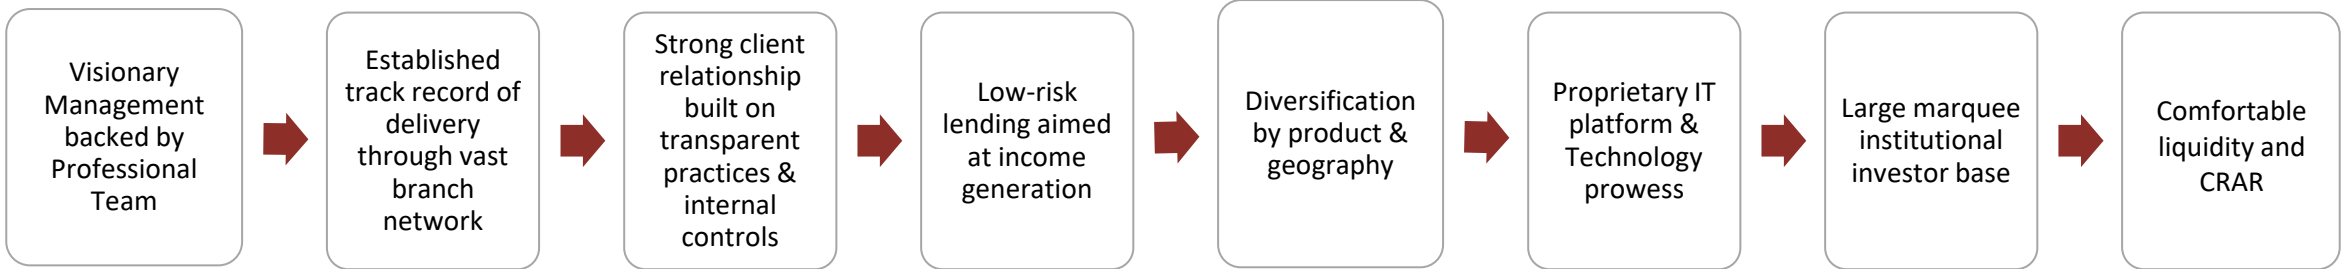 Visionary
Management
backed by
Professional
Team
Established
track record of
delivery
through vast
branch
network
Strong client
relationship
built on
transparent
practices &
internal
controls
Low-risk
lending aimed
at income
generation
Diversification
by product &
geography
Proprietary IT
platform &
Technology
prowess
Large marquee
institutional
investor base
Comfortable
liquidity and
CRAR